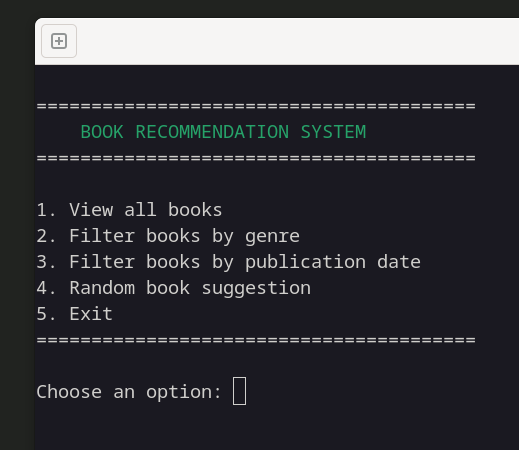 ========================================
    BOOK RECOMMENDATION SYSTEM
========================================
1. View all books
2. Filter books by genre
3. Filter books by publication date
4. Random book suggestion
5. Exit
========================================
Choose an option: